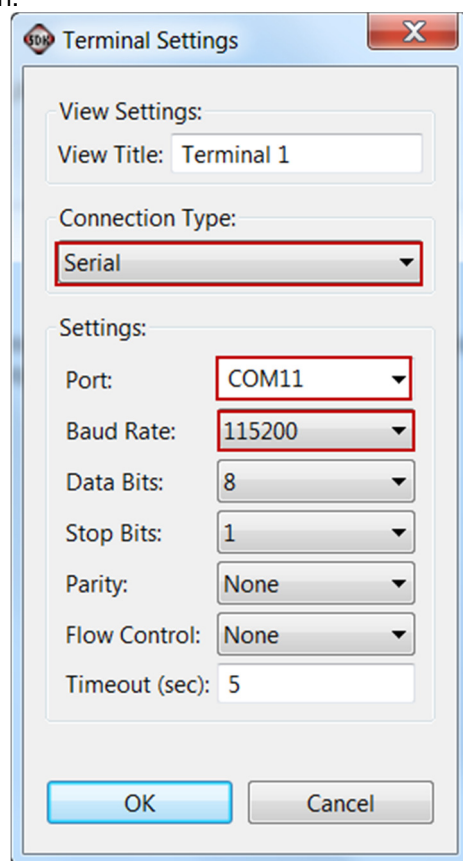 n.
SDK Terminal Settings X
View Settings:
View Title: Terminal 1
Connection Type:
Serial
Settings:
Port: COM11
Baud Rate: 115200
Data Bits: 8
Stop Bits: 1
Parity: None
Flow Control: None
Timeout (sec): 5
OK Cancel